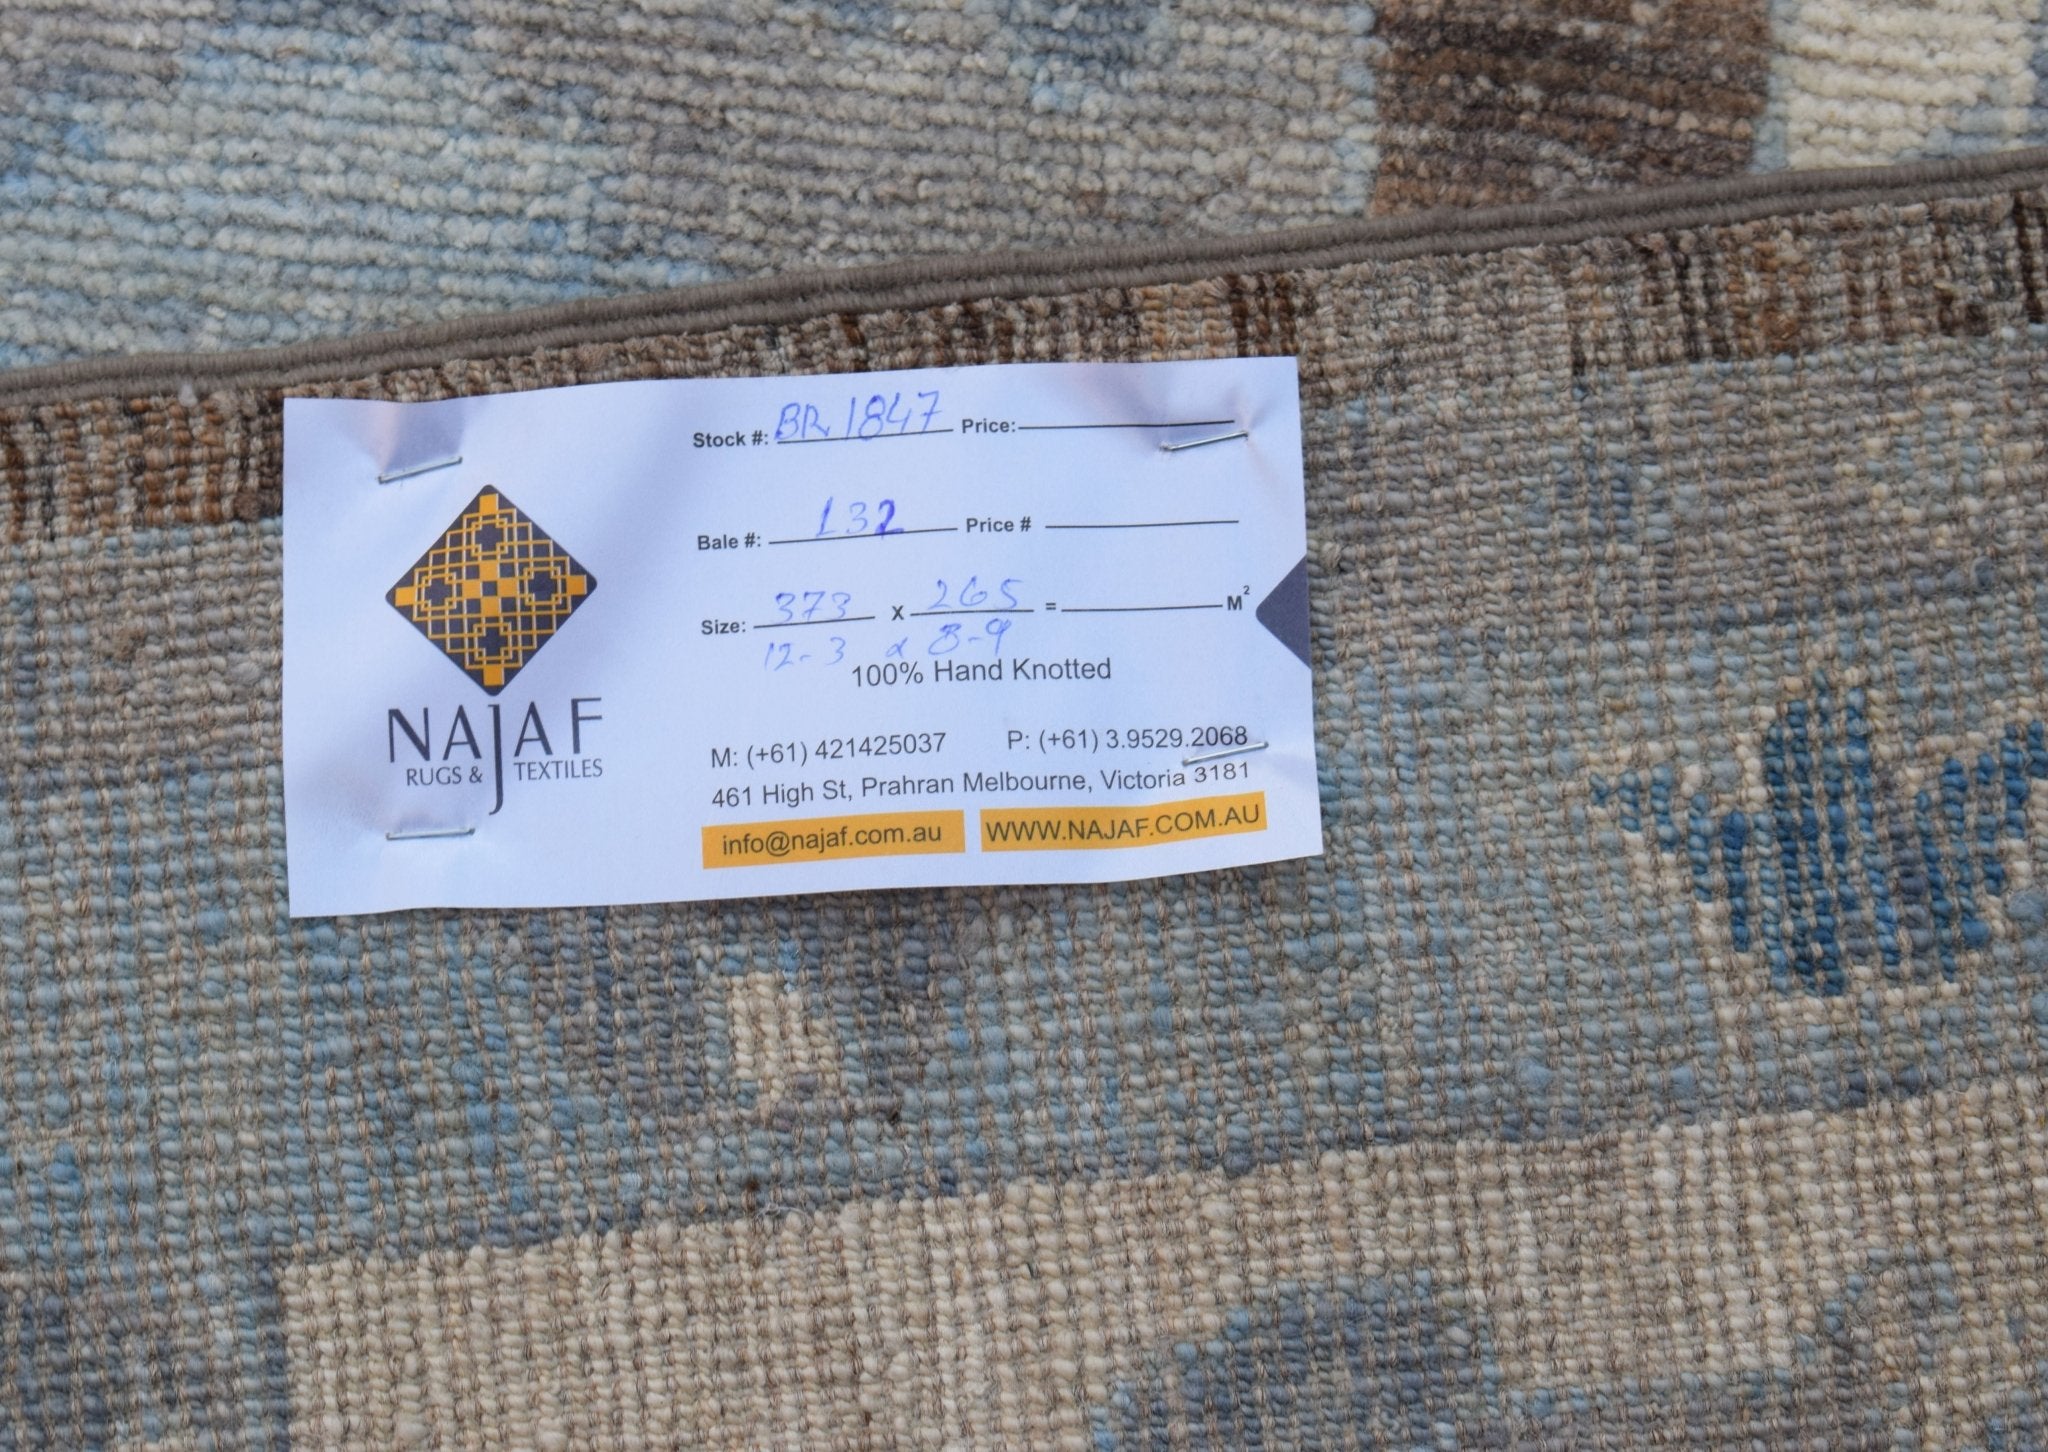 Stock #: BR 1847 Price:
Bale #: L32 Price #
Size: 373 x 265 = M²
12-3 x 8-9
100% Hand Knotted
NAJAF
RUGS & TEXTILES
M: (+61) 421425037 P: (+61) 3.9529.2068
461 High St, Prahran Melbourne, Victoria 3181
info@najaf.com.au WWW.NAJAF.COM.AU